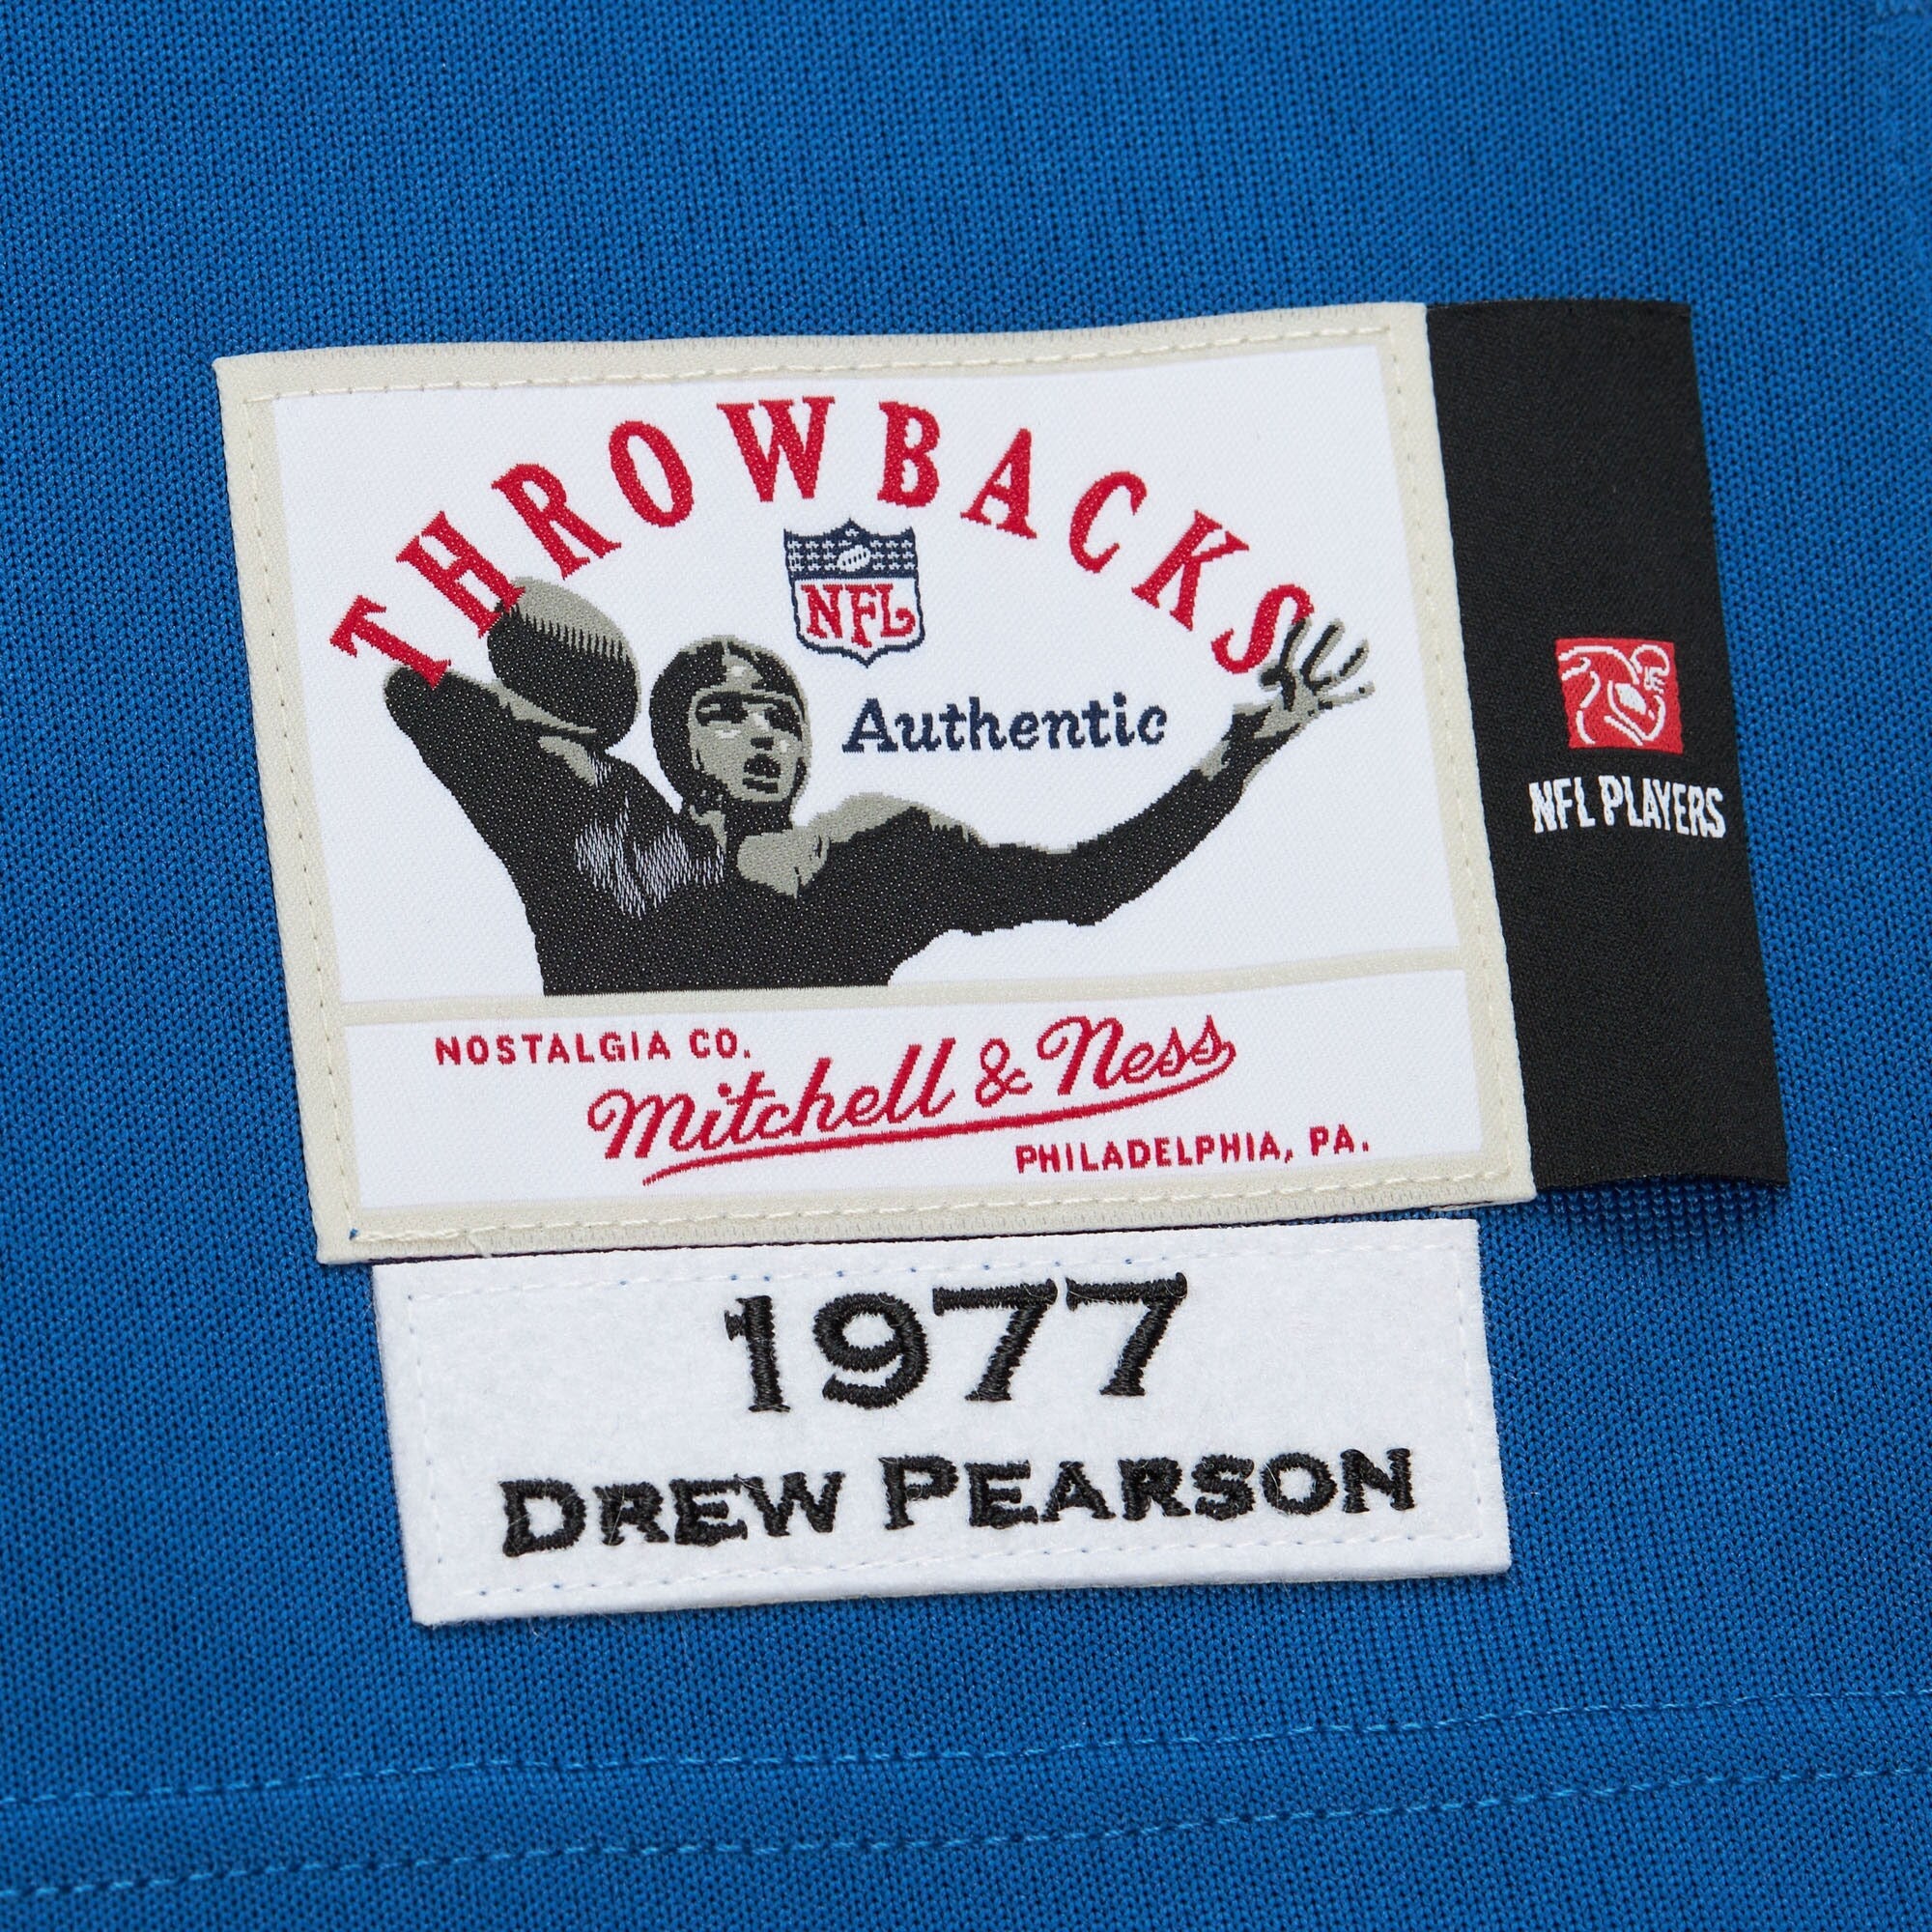 THROWBACKS
NFL
Authentic
NFL PLAYERS
NOSTALGIA CO.
Mitchell & Ness
PHILADELPHIA, PA.
1977
DREW PEARSON